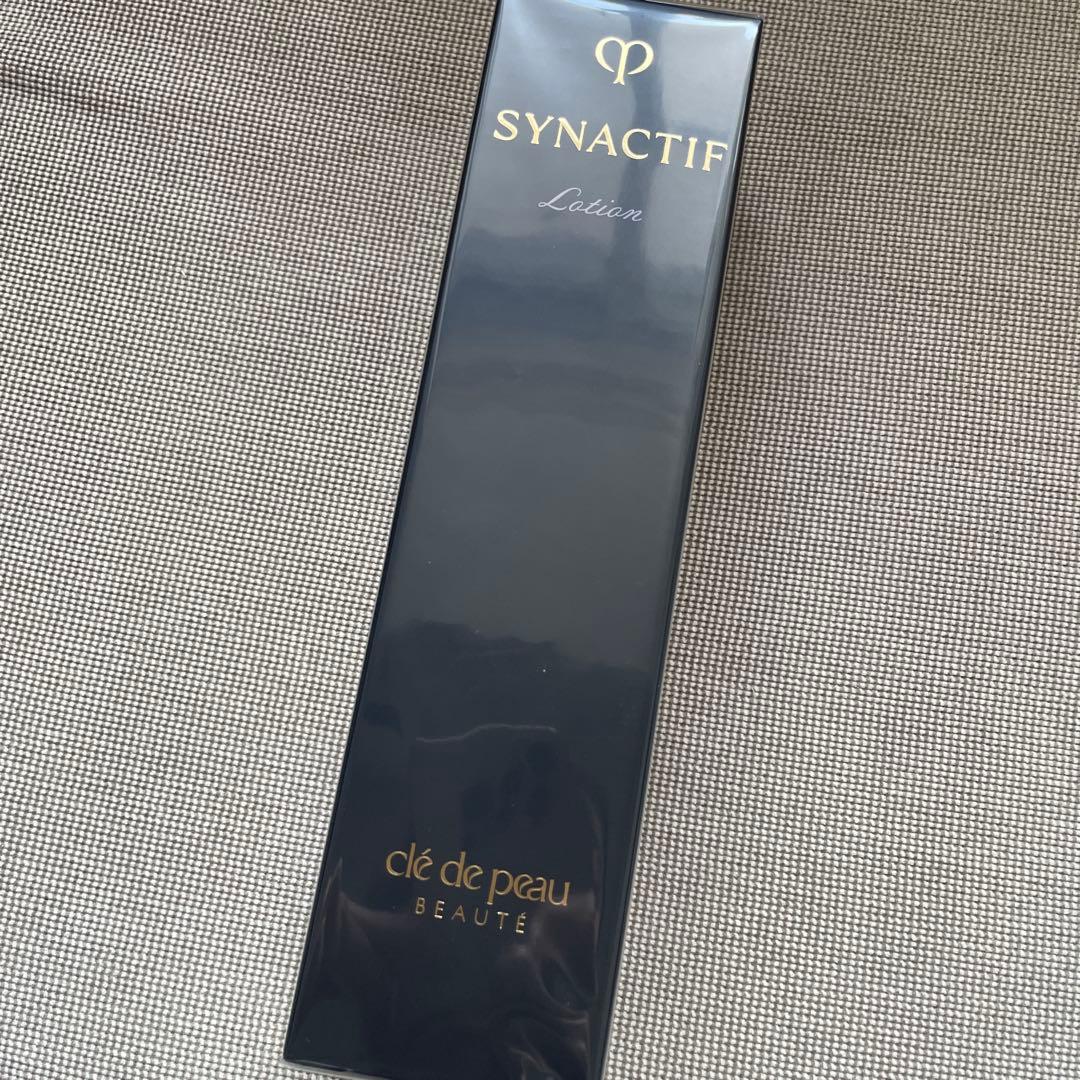 SYNACTIF
Lotion
clé de peau
BEAUTÉ